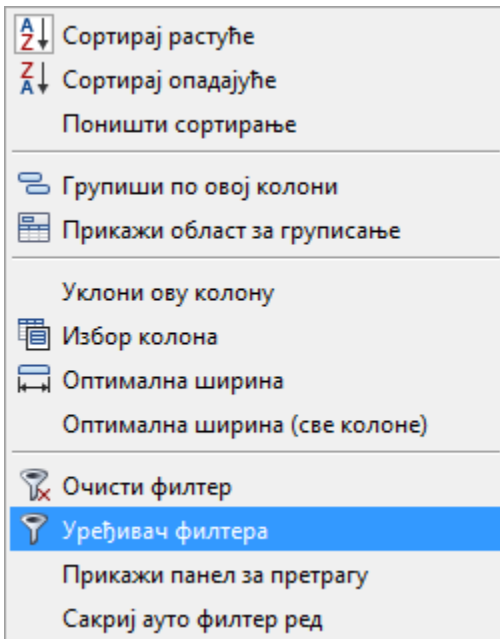 Сортирај растуће
Сортирај опадајуће
Поништи сортирање
Групиши по овој колони
Прикажи област за груписање
Уклони ову колону
Избор колона
Оптимална ширина
Оптимална ширина (све колоне)
Очисти филтер
Уређивач филтера
Прикажи панел за претрагу
Сакриј ауто филтер ред